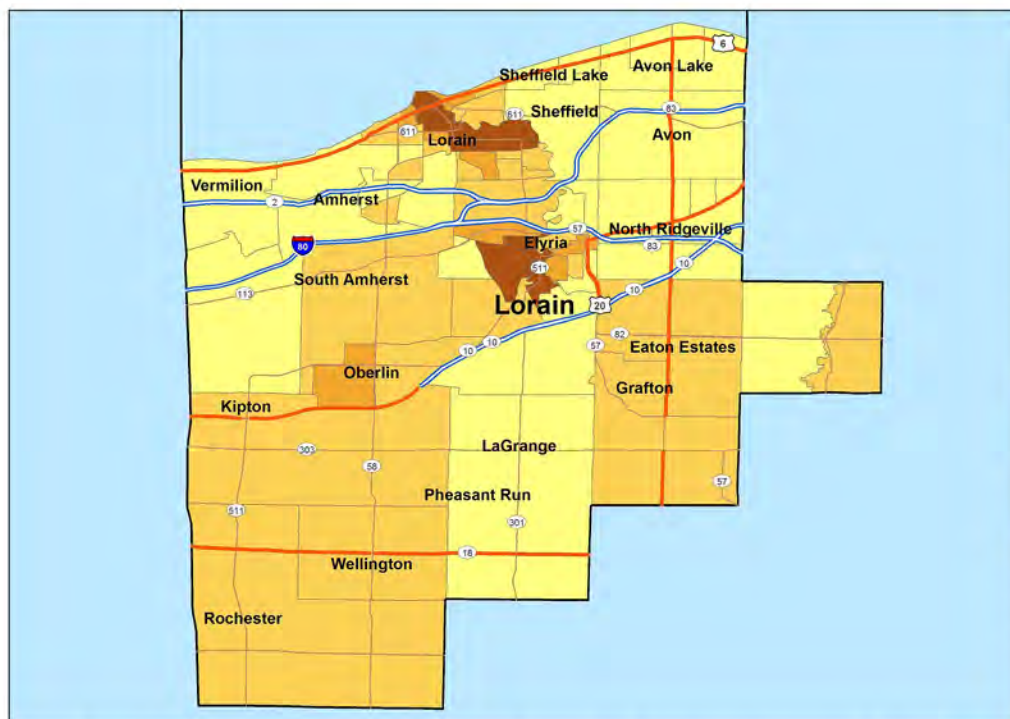 6
Avon Lake
Sheffield Lake
83
611
Sheffield
611
Lorain
Avon
Vermilion
2
Amherst
57
North Ridgeville
80
Elyria
83
511
10
South Amherst
113
10
Lorain
20
82
10
10
57
Eaton Estates
Oberlin
Grafton
Kipton
303
LaGrange
58
57
Pheasant Run
511
301
18
Wellington
Rochester